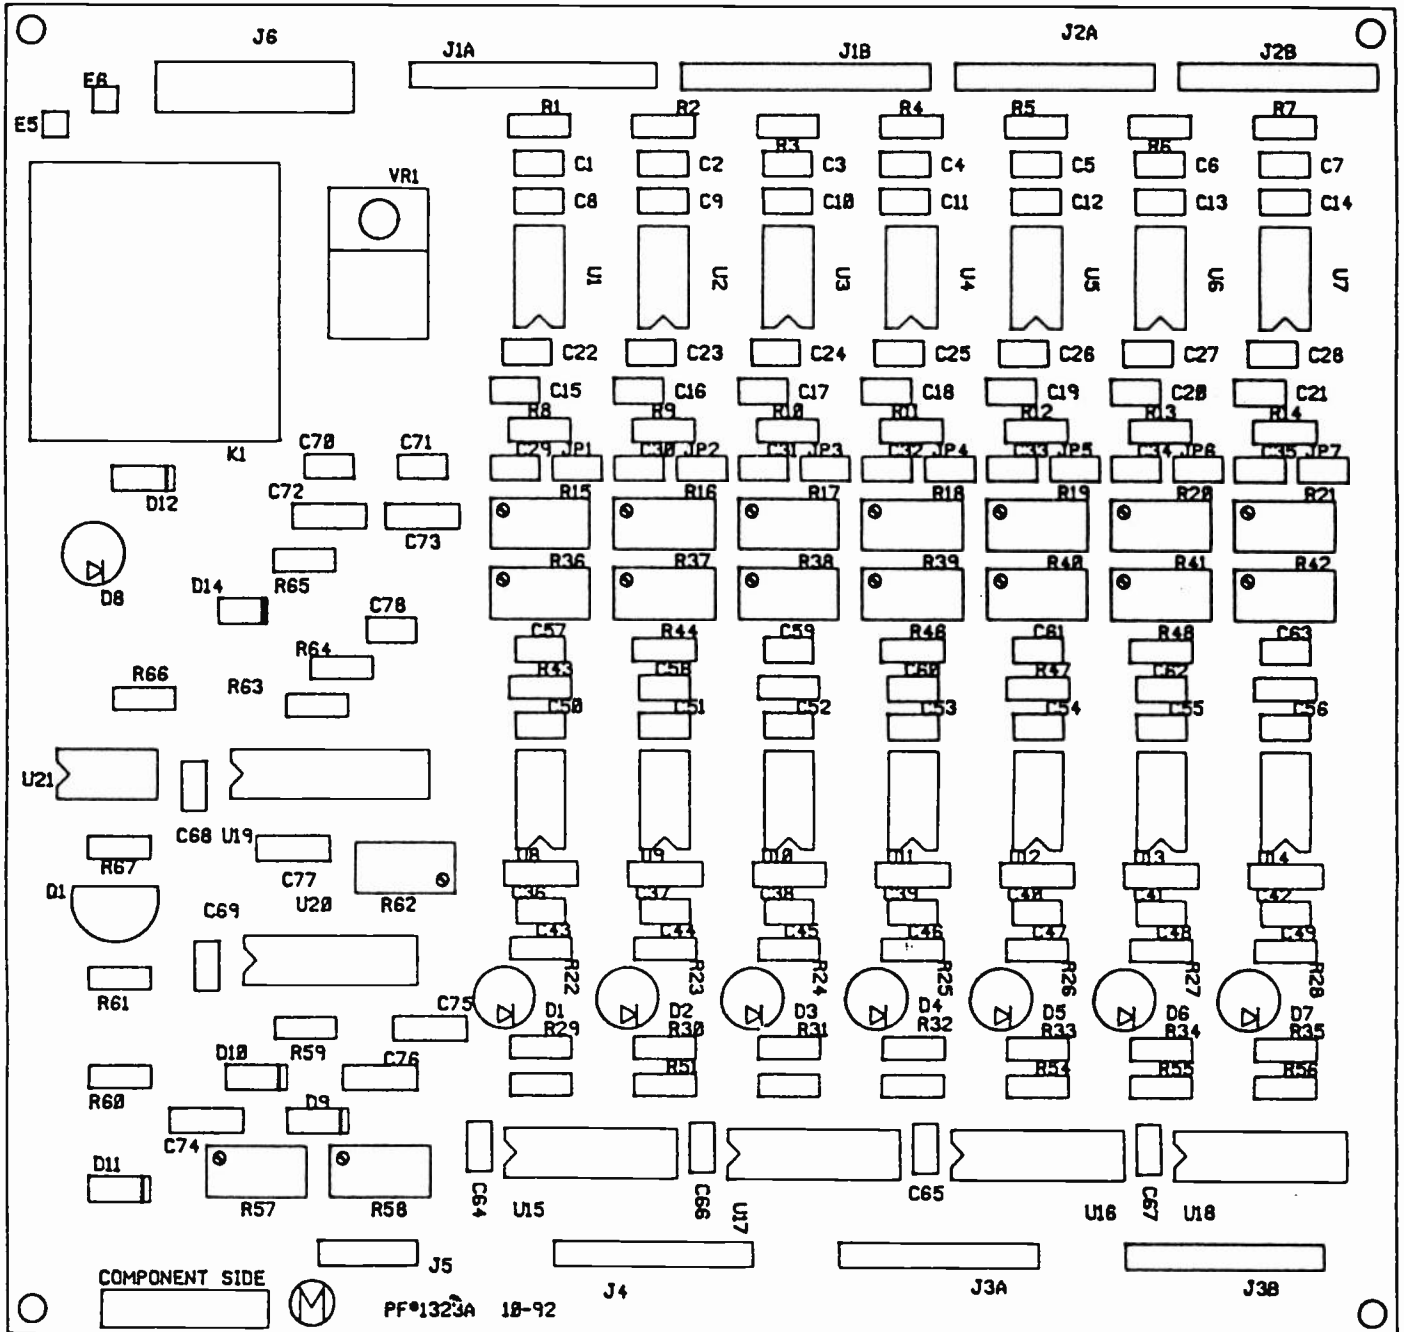 J6 J1A J1B J2A J2B
E6
E5
R1 R2 R3 R4 R5 R6 R7
C1 C2 C3 C4 C5 C6 C7
VR1
C8 C9 C10 C11 C12 C13 C14
U1 U2 U3 U4 U5 U6 U7
C22 C23 C24 C25 C26 C27 C28
C15 C16 C17 C18 C19 C20 C21
R8 R9 R10 R11 R12 R13 R14
K1 C70 C71
C29 JP1 C30 JP2 C31 JP3 C32 JP4 C33 JP5 C34 JP6 C35 JP7
D12 C72
R15 R16 R17 R18 R19 R20 R21
C73
R65
R36 R37 R38 R39 R40 R41 R42
D8 D14
C78
C57 R44 C59 R46 C61 R48 C63
R64
R66 R63
R43 C58 C60 R47 C62
C50 C51 C52 C53 C54 C55 C56
U21
C68 U19
R67 C77
U8 U9 U10 U11 U12 U13 U14
Q1 U20 R62
C36 C37 C38 C39 C40 C41 C42
C69
C43 C44 C45 C46 C47 C48 C49
R22 R23 R24 R25 R26 R27 R28
R61
C75 D1 D2 D3 D4 D5 D6 D7
R29 R30 R31 R32 R33 R34 R35
R59
D10 C76
R51 R54 R55 R56
R60 D9
C74
D11
R57 R58
C64 U15 C66 U17 C65 U16 C67 U18
J5 J4 J3A J3B
COMPONENT SIDE
M
PF®1323A 10-92